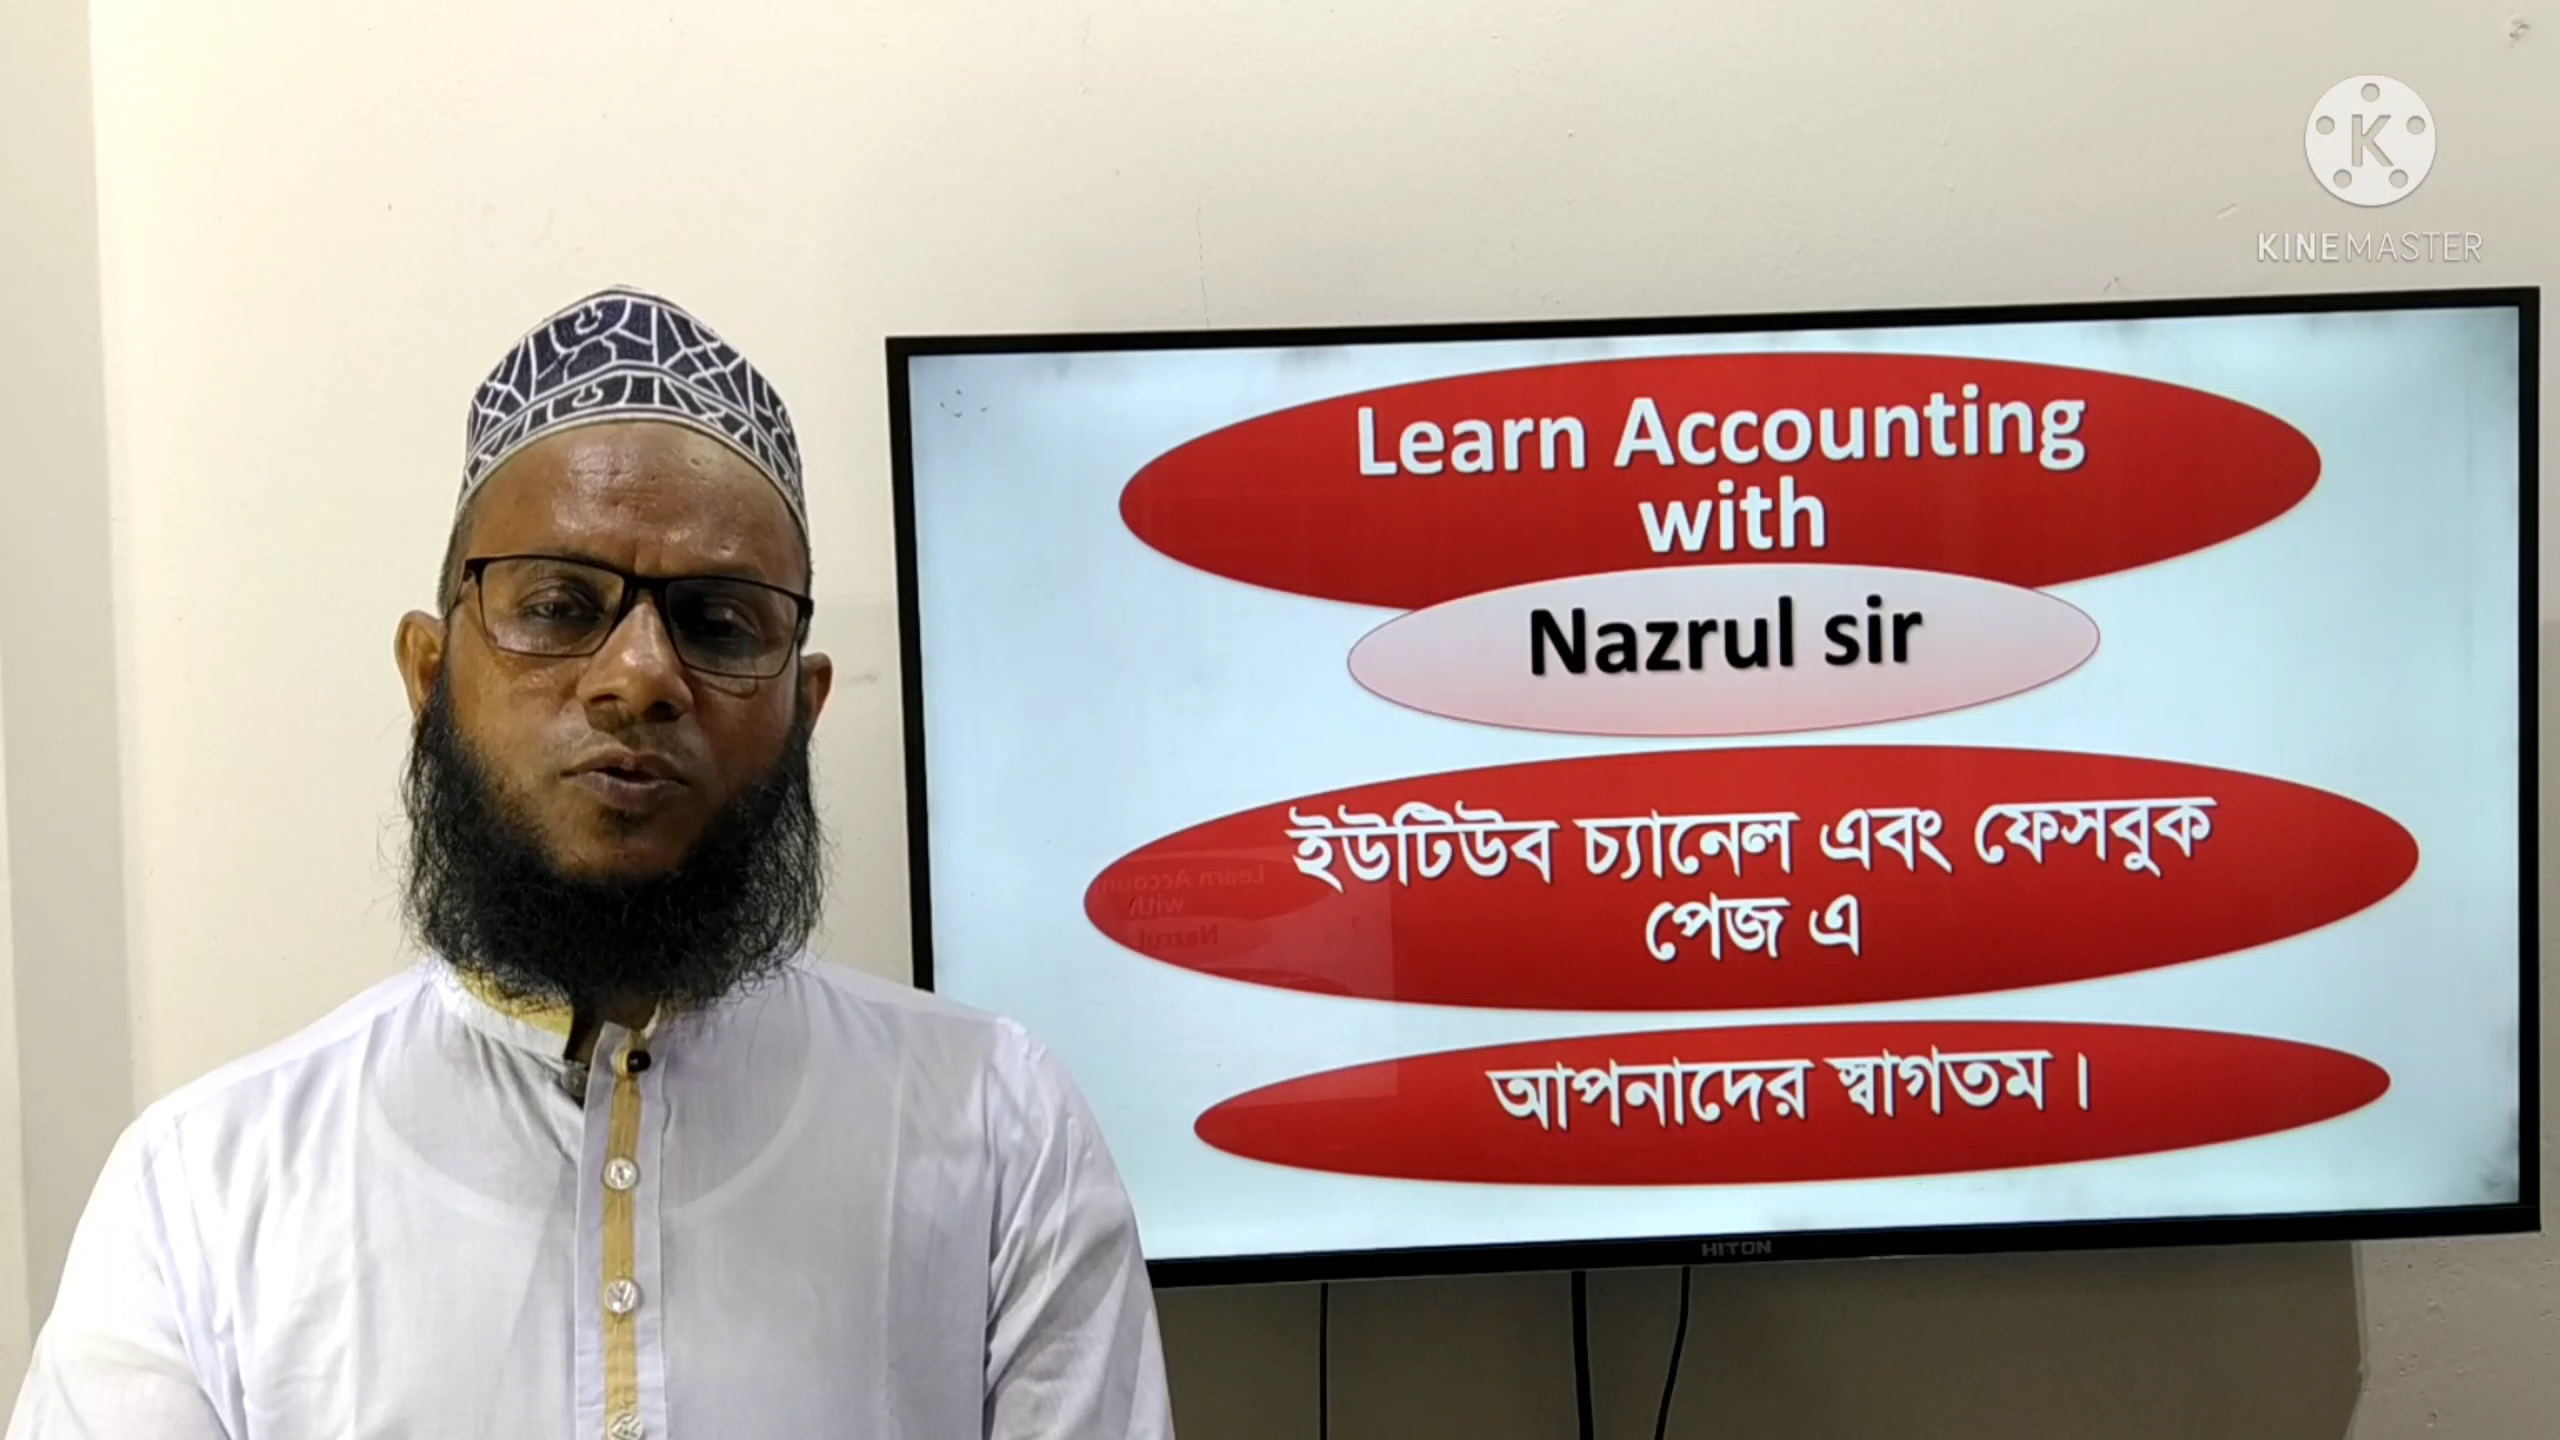 KINEMASTER
Learn Accounting
with
Nazrul sir
ইউটিউব চ্যানেল এবং ফেসবুক
পেজ এ
আপনাদের স্বাগতম।
HITON